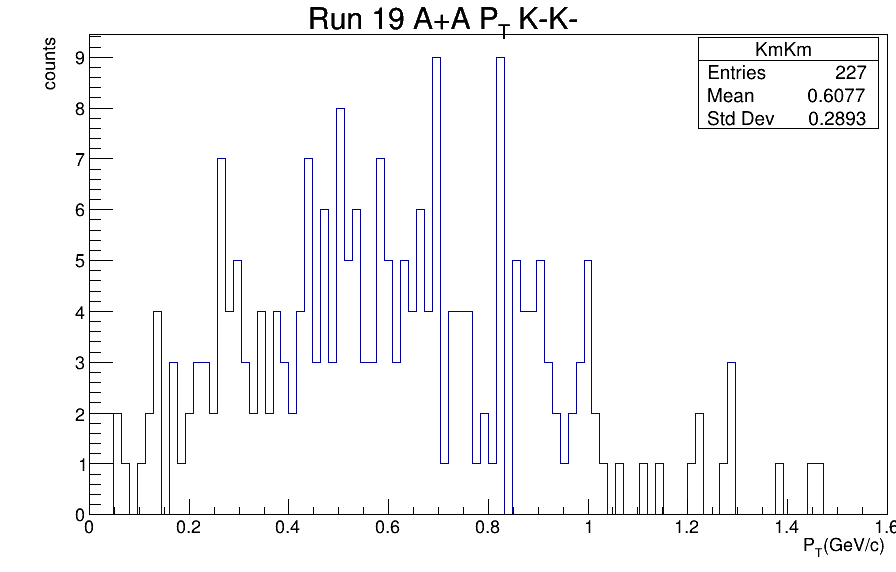 Run 19 A+A P_T K-K-
counts
KmKm
Entries 227
Mean 0.6077
Std Dev 0.2893
9
8
7
6
5
4
3
2
1
0
0 0.2 0.4 0.6 0.8 1 1.2 1.4 1.6
P_T(GeV/c)